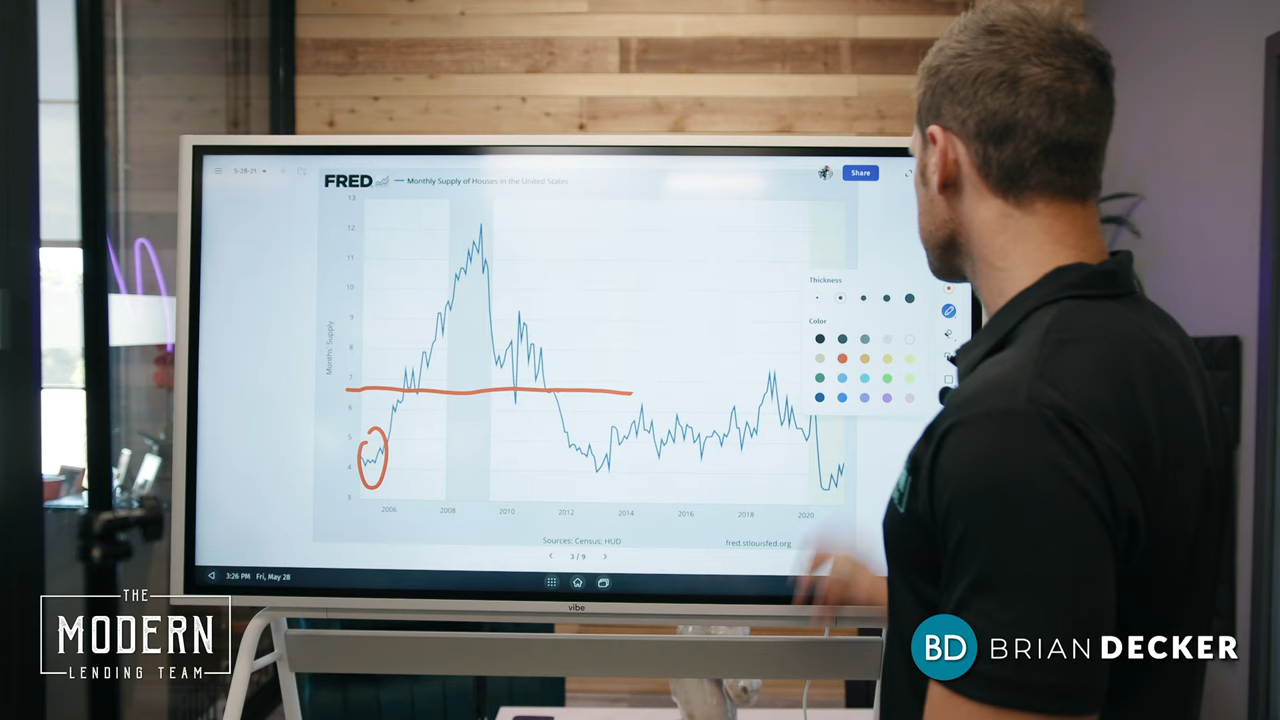 5-28-21
FRED
Monthly Supply of Houses in the United States
Share
13
12
11
10
9
8
7
6
5
4
3
Months' Supply
Thickness
Color
2006
2008
2010
2012
2014
2016
2018
2020
Sources: Census; HUD
fred.stlouisfed.org
3 / 9
3:26 PM Fri, May 28
vibe
THE
MODERN
LENDING TEAM
BD
BRIAN DECKER